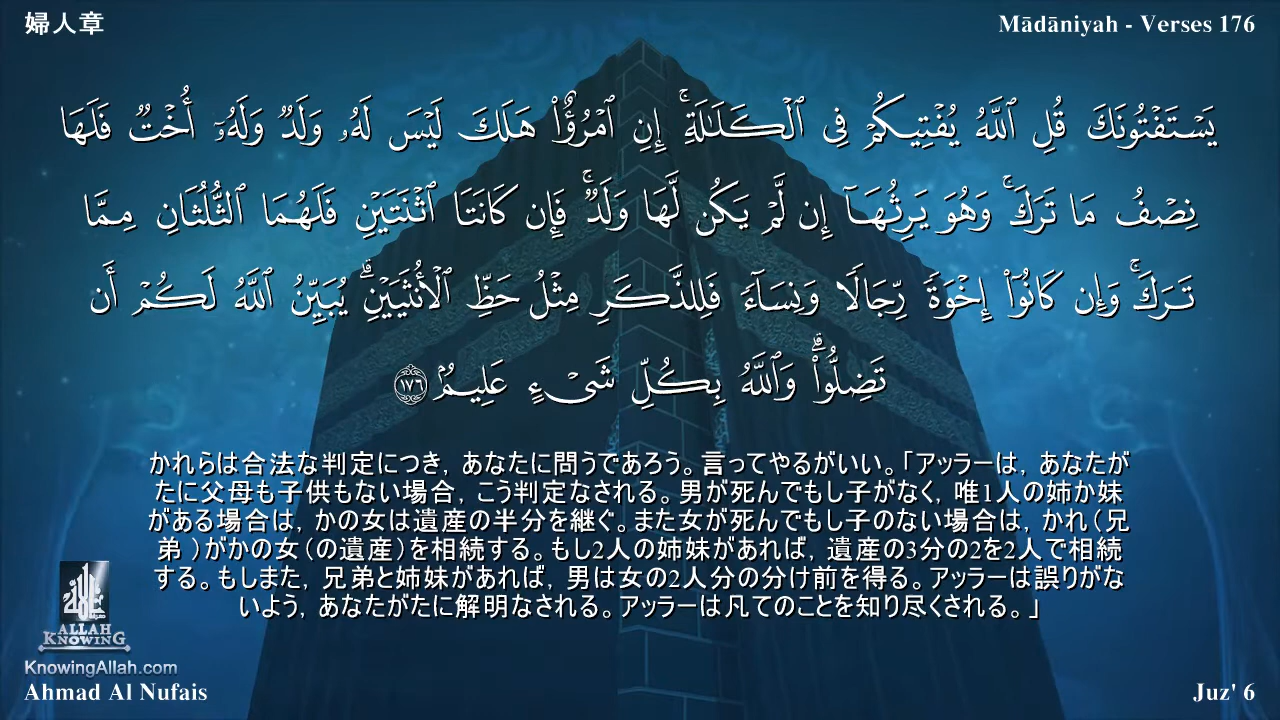 婦人章
Mādāniyah - Verses 176
يَسْتَفْتُونَكَ قُلِ ٱللَّهُ يُفْتِيكُمْ فِى ٱلْكَلَـٰلَةِ ۚ إِنِ ٱمْرُؤٌا۟ هَلَكَ لَيْسَ لَهُۥ وَلَدٌ وَلَهُۥٓ أُخْتٌ فَلَهَا
نِصْفُ مَا تَرَكَ ۚ وَهُوَ يَرِثُهَآ إِن لَّمْ يَكُن لَّهَا وَلَدٌ ۚ فَإِن كَانَتَا ٱثْنَتَيْنِ فَلَهُمَا ٱلثُّلُثَانِ مِمَّا
تَرَكَ ۚ وَإِن كَانُوٓا۟ إِخْوَةً رِّجَالًا وَنِسَآءً فَلِلذَّكَرِ مِثْلُ حَظِّ ٱلْأُنثَيَيْنِ ۗ يُبَيِّنُ ٱللَّهُ لَكُمْ أَن
تَضِلُّوا۟ ۗ وَٱللَّهُ بِكُلِّ شَىْءٍ عَلِيمٌۢ ١٧٦
かれらは合法な判定につき，あなたに問うであろう。言ってやるがいい。「アッラーは，あなたが
たに父母も子供もない場合，こう判定なされる。男が死んでもし子がなく，唯1人の姉か妹
がある場合は，かの女は遺産の半分を継ぐ。また女が死んでもし子のない場合は，かれ（兄
弟 ）がかの女（の遺産）を相続する。もし2人の姉妹があれば，遺産の3分の2を2人で相続
する。もしまた，兄弟と姉妹があれば，男は女の2人分の分け前を得る。アッラーは誤りがな
いよう，あなたがたに解明なされる。アッラーは凡てのことを知り尽くされる。」
ALLAH
KNOWING
KnowingAllah.com
Ahmad Al Nufais
Juz' 6